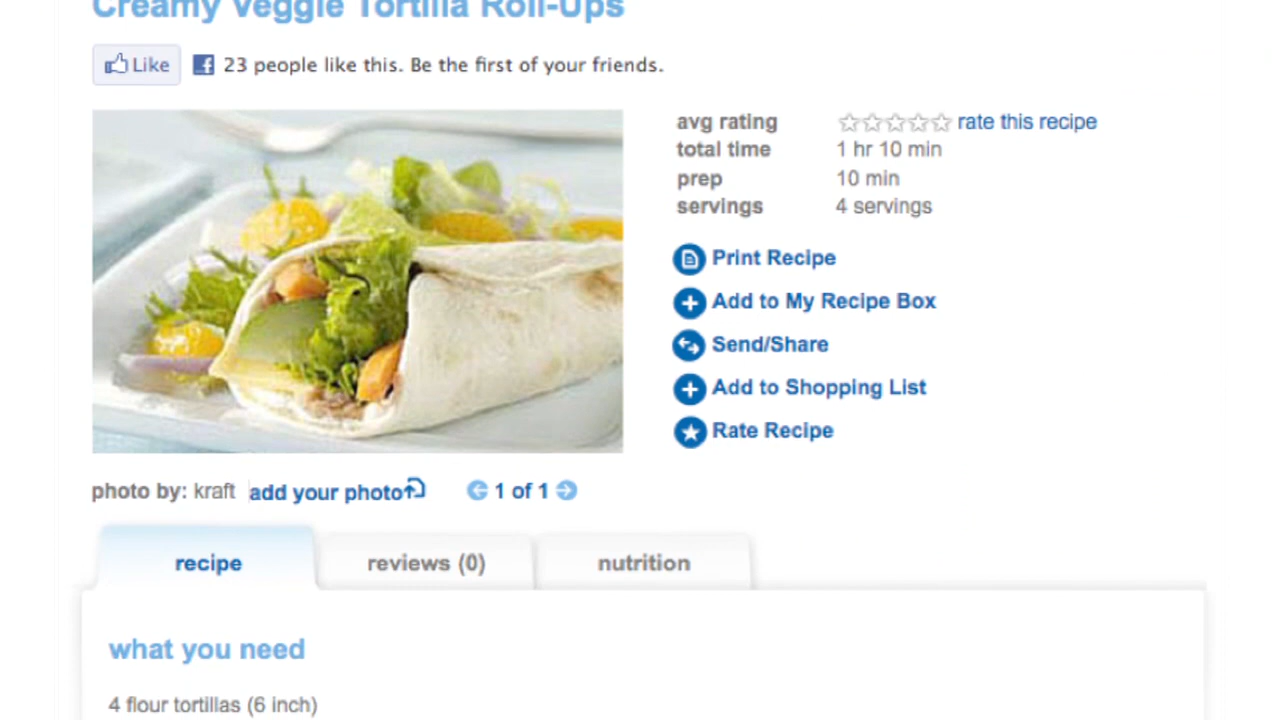 Creamy Veggie Tortilla Roll-Ups
Like 23 people like this. Be the first of your friends.
avg rating rate this recipe
total time 1 hr 10 min
prep 10 min
servings 4 servings
Print Recipe
Add to My Recipe Box
Send/Share
Add to Shopping List
Rate Recipe
photo by: kraft add your photo 1 of 1
recipe reviews (0) nutrition
what you need
4 flour tortillas (6 inch)